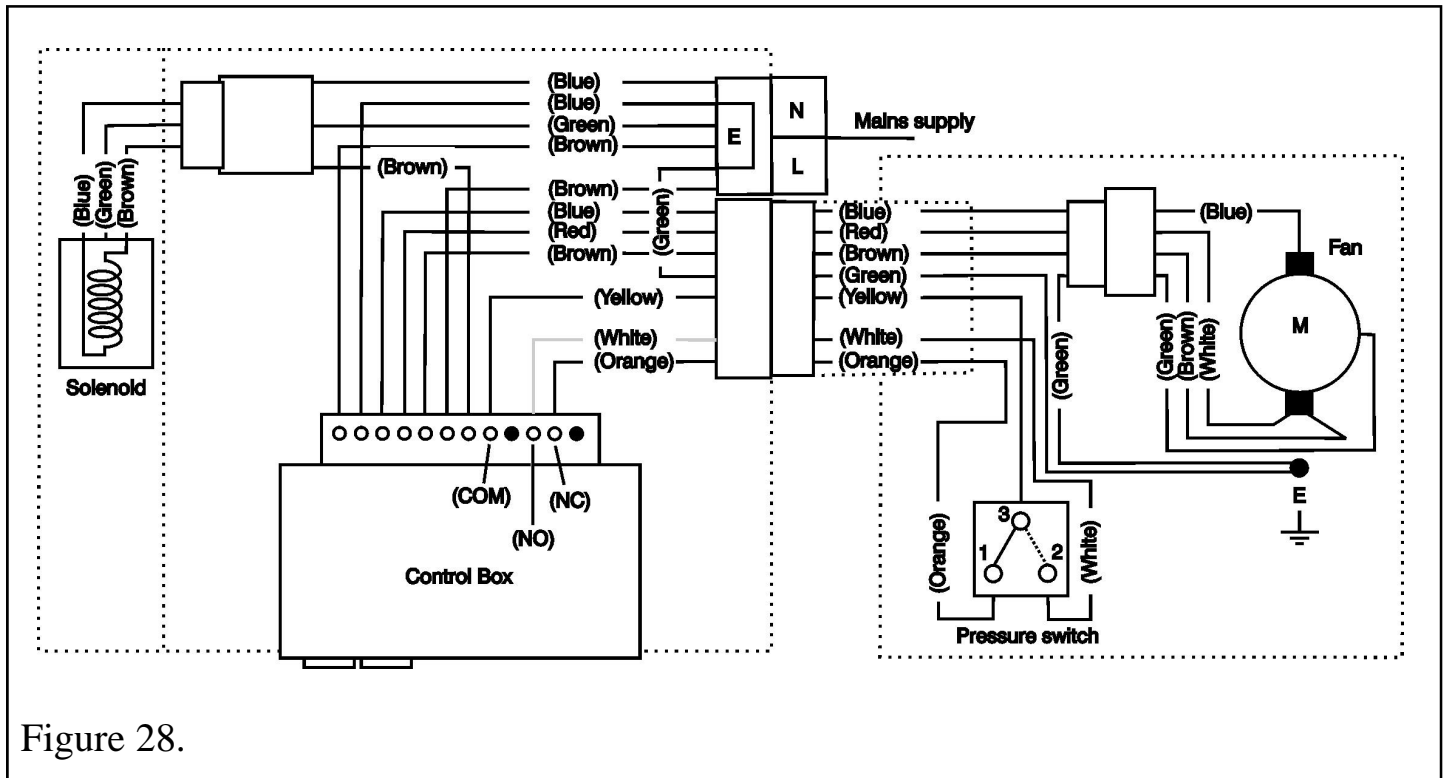 (Blue)
(Blue)
(Green)
(Brown)
(Brown)
(Brown)
(Blue)
(Red)
(Brown)
(Green)
(Yellow)
(White)
(Orange)
N
E
L
Mains supply
(Blue)
(Green)
(Brown)
Solenoid
(Blue)
(Red)
(Brown)
(Green)
(Yellow)
(White)
(Orange)
(Blue)
Fan
M
(Green)
(Green)
(Brown)
(White)
E
(COM)
(NC)
(NO)
Control Box
(Orange)
3
1
2
(White)
Pressure switch
Figure 28.